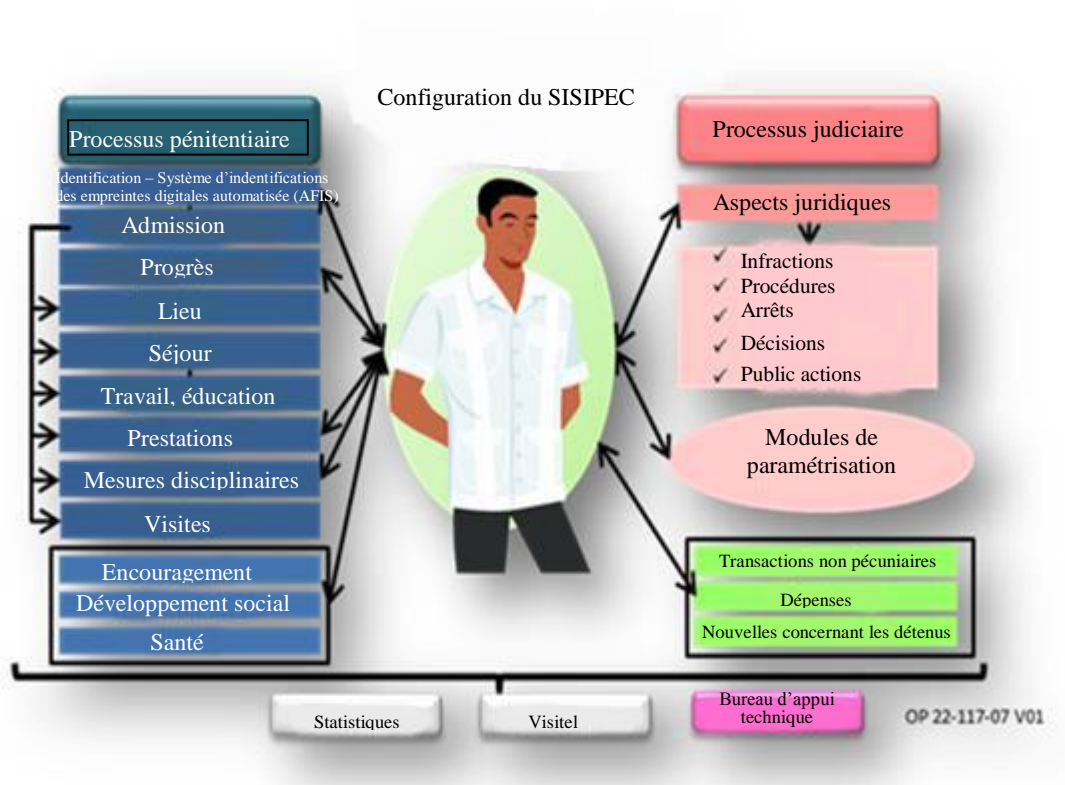 Configuration du SISIPEC
Processus pénitentiaire
Identification – Système d'indentifications
des empreintes digitales automatisée (AFIS)
Admission
Progrès
Lieu
Séjour
Travail, éducation
Prestations
Mesures disciplinaires
Visites
Encouragement
Développement social
Santé
Processus judiciaire
Aspects juridiques
Infractions
Procédures
Arrêts
Décisions
Public actions
Modules de
paramétrisation
Transactions non pécuniaires
Dépenses
Nouvelles concernant les détenus
Statistiques
Visitel
Bureau d'appui
technique
OP 22-117-07 V01